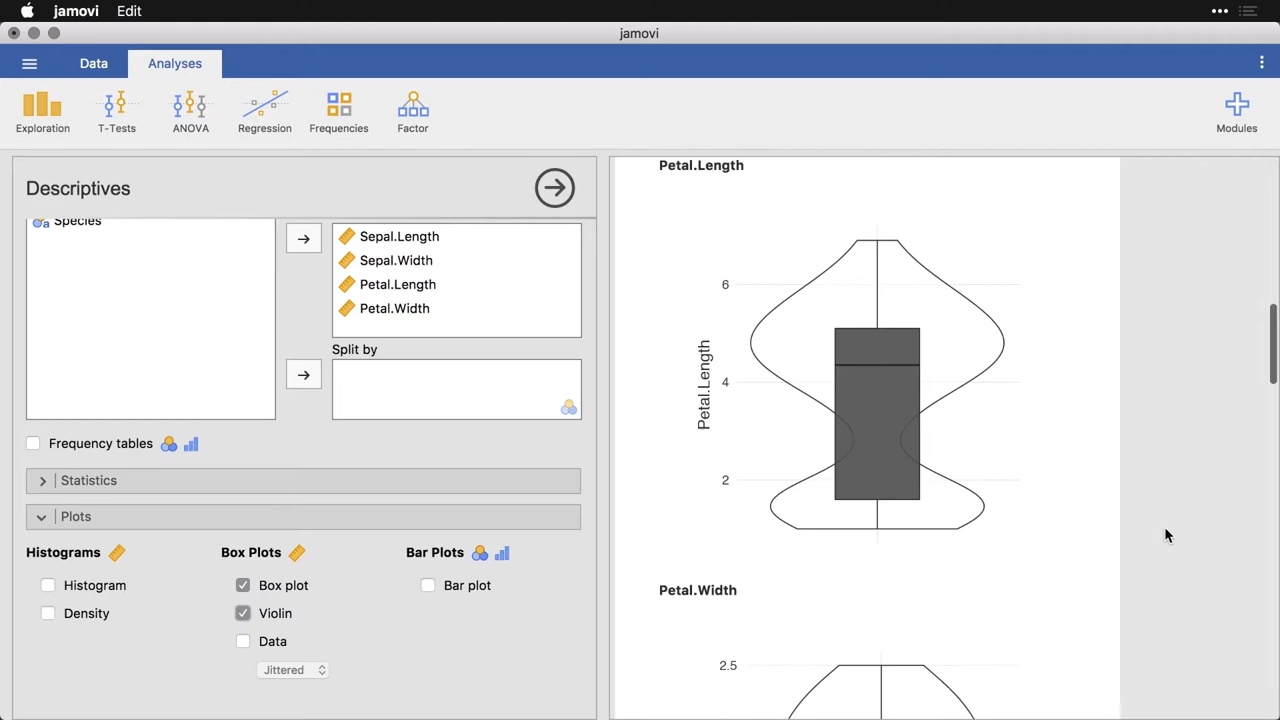 jamovi Edit
jamovi
Data Analyses
Exploration T-Tests ANOVA Regression Frequencies Factor Modules
Descriptives
Species
a
Sepal.Length
Sepal.Width
Petal.Length
Petal.Width
Split by
Frequency tables
Statistics
Plots
Histograms Box Plots Bar Plots
Histogram Box plot Bar plot
Density Violin
Data
Jittered
Petal.Length
6
4
2
Petal.Length
Petal.Width
2.5